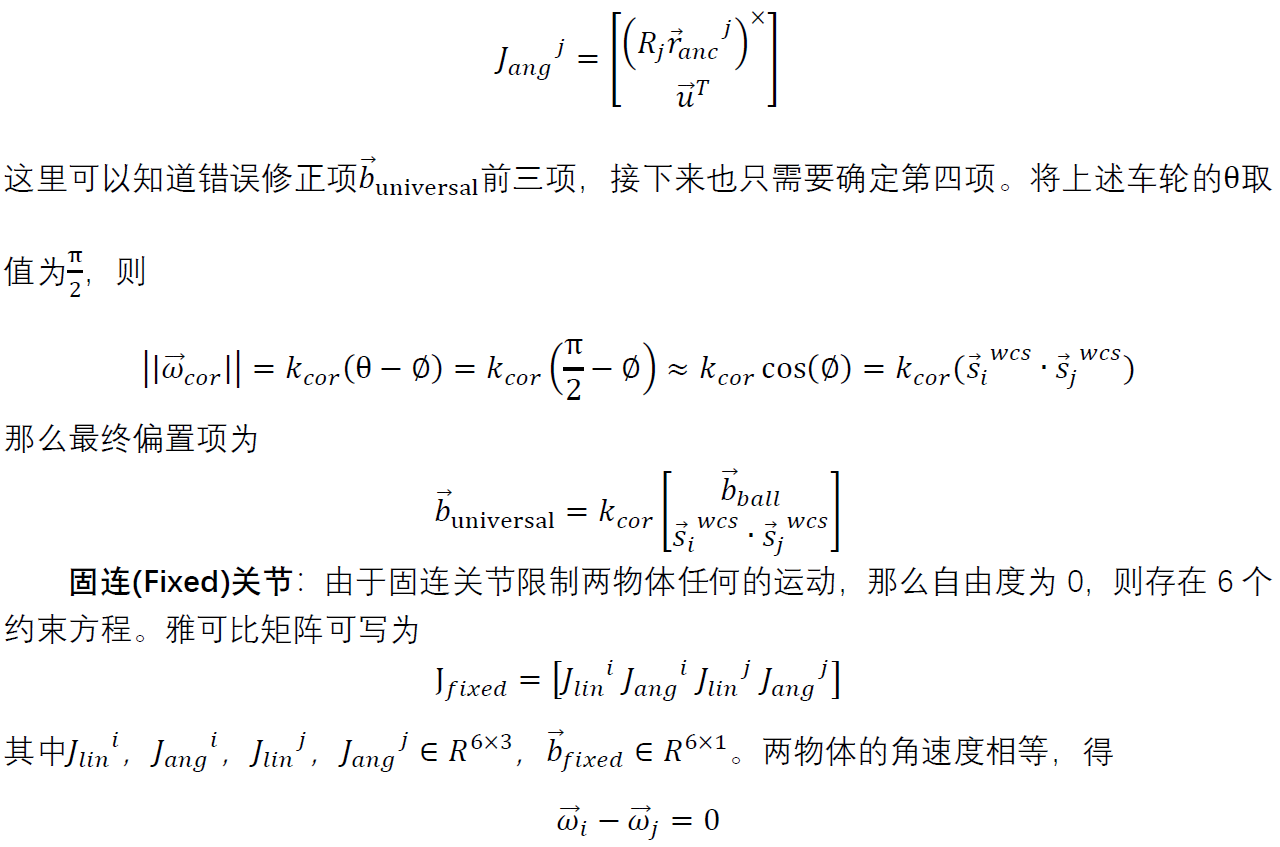 $J_{ang}{}^{j} = \begin{bmatrix} \left(R_j \vec{r}_{anc}{}^{j}\right)^{\times} \\ \vec{u}^{T} \end{bmatrix}$
这里可以知道错误修正项$\vec{b}_{\text{universal}}$前三项，接下来也只需要确定第四项。将上述车轮的θ取
值为$\frac{\pi}{2}$，则
$||\vec{\omega}_{cor}|| = k_{cor}(θ - ∅) = k_{cor}\left(\frac{\pi}{2} - ∅\right) \approx k_{cor}\cos(∅) = k_{cor}(\vec{s}_i{}^{wcs} \cdot \vec{s}_j{}^{wcs})$
那么最终偏置项为
$\vec{b}_{\text{universal}} = k_{cor} \begin{bmatrix} \vec{b}_{ball} \\ \vec{s}_i{}^{wcs} \cdot \vec{s}_j{}^{wcs} \end{bmatrix}$
固连(Fixed)关节：由于固连关节限制两物体任何的运动，那么自由度为 0，则存在 6 个
约束方程。雅可比矩阵可写为
$\mathrm{J}_{fixed} = [J_{lin}{}^{i}\, J_{ang}{}^{i}\, J_{lin}{}^{j}\, J_{ang}{}^{j}]$
其中$J_{lin}{}^{i}$，$J_{ang}{}^{i}$，$J_{lin}{}^{j}$，$J_{ang}{}^{j} \in R^{6\times3}$，$\vec{b}_{fixed} \in R^{6\times1}$。两物体的角速度相等，得
$\vec{\omega}_i - \vec{\omega}_j = 0$